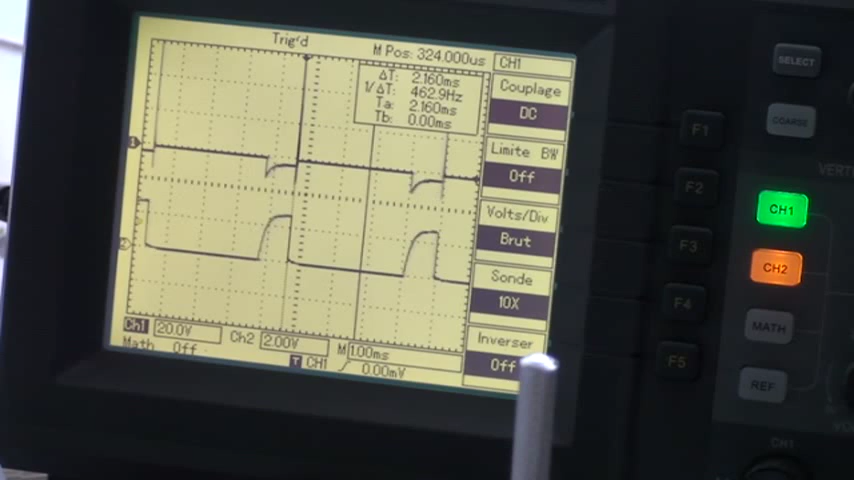 Trig'd
M Pos: 324.000us
CH1
ΔT: 2.160ms
1/ΔT: 462.9Hz
Ta: 2.160ms
Tb: 0.00ms
Couplage
DC
Limite BW
Off
Volts/Div
Brut
Sonde
10X
Inverser
Off
1
2
Ch1 20.0V
Ch2 2.00V
M 1.00ms
Math Off
T CH1
0.00mV
F1
F2
F3
F4
F5
SELECT
COARSE
CH1
CH2
MATH
REF
CH1